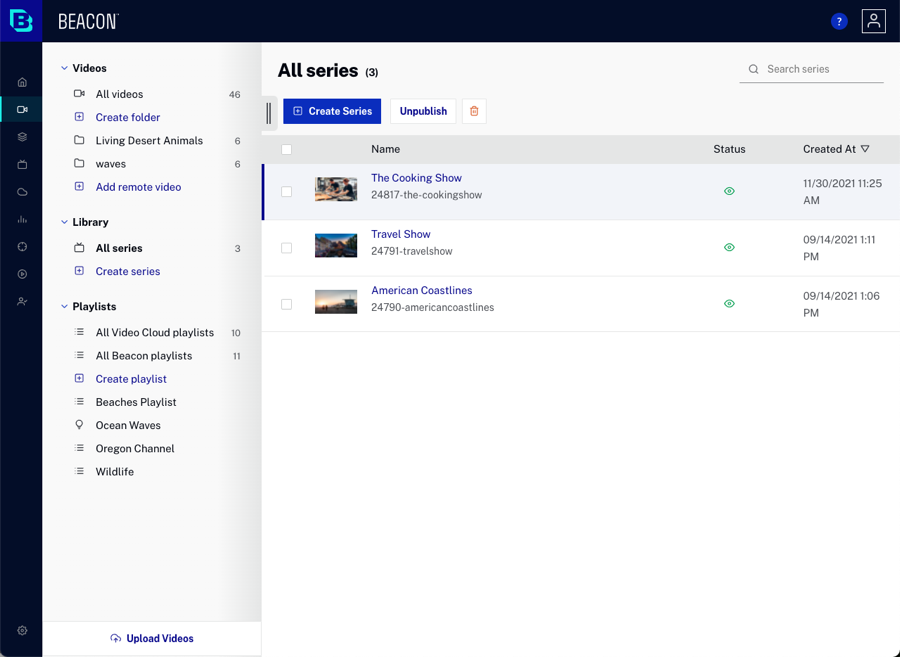 BEACON
?
Videos
All videos 46
Create folder
Living Desert Animals 6
waves 6
Add remote video
Library
All series 3
Create series
Playlists
All Video Cloud playlists 10
All Beacon playlists 11
Create playlist
Beaches Playlist
Ocean Waves
Oregon Channel
Wildlife
Upload Videos
All series (3)
Search series
Create Series
Unpublish
Name Status Created At
The Cooking Show
24817-the-cookingshow
11/30/2021 11:25
AM
Travel Show
24791-travelshow
09/14/2021 1:11
PM
American Coastlines
24790-americancoastlines
09/14/2021 1:06
PM